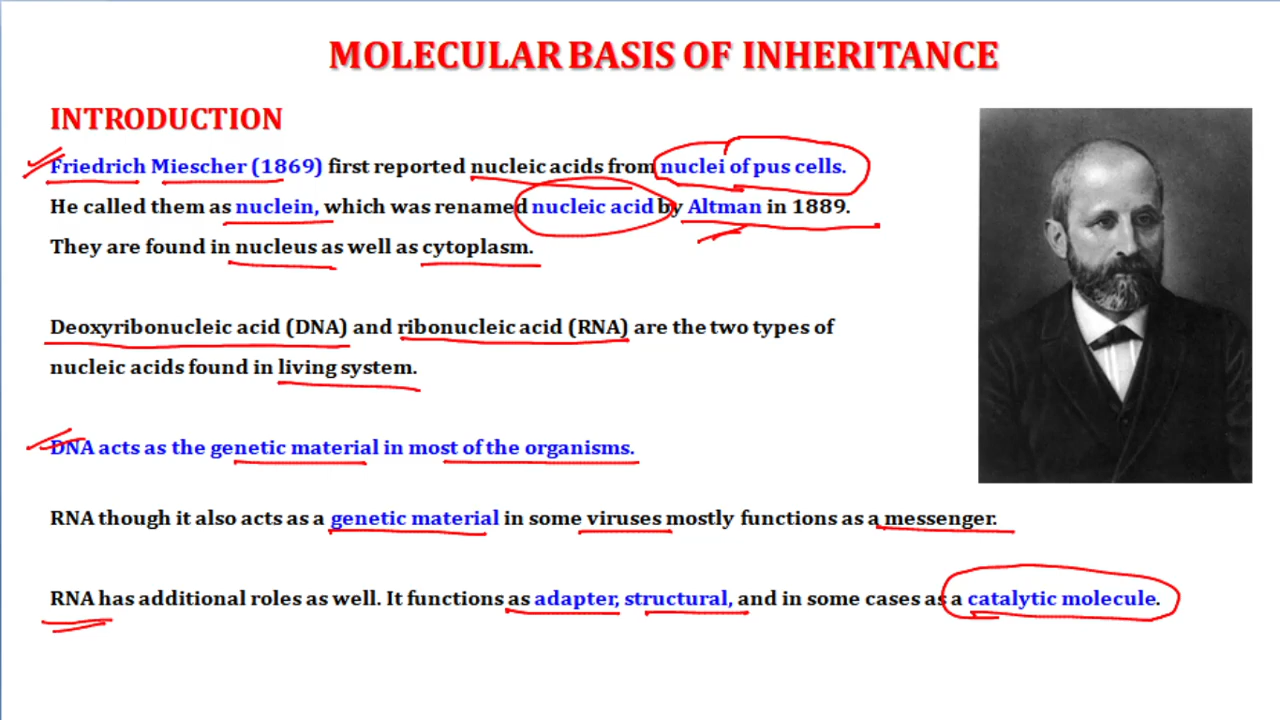 MOLECULAR BASIS OF INHERITANCE
INTRODUCTION
Friedrich Miescher (1869) first reported nucleic acids from nuclei of pus cells.
He called them as nuclein, which was renamed nucleic acid by Altman in 1889.
They are found in nucleus as well as cytoplasm.
Deoxyribonucleic acid (DNA) and ribonucleic acid (RNA) are the two types of
nucleic acids found in living system.
DNA acts as the genetic material in most of the organisms.
RNA though it also acts as a genetic material in some viruses mostly functions as a messenger.
RNA has additional roles as well. It functions as adapter, structural, and in some cases as a catalytic molecule.